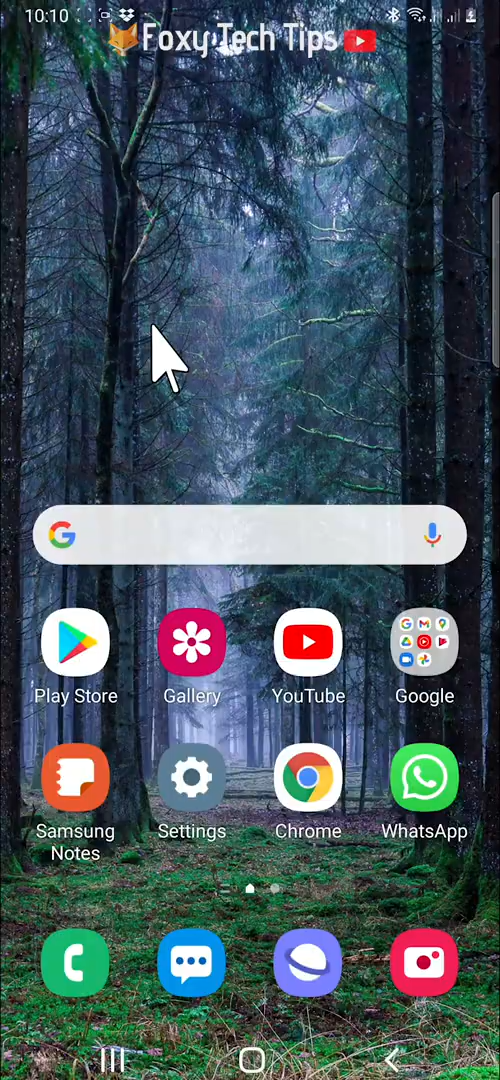 10:10
Foxy Tech Tips
Play Store
Gallery
YouTube
Google
Samsung
Notes
Settings
Chrome
WhatsApp